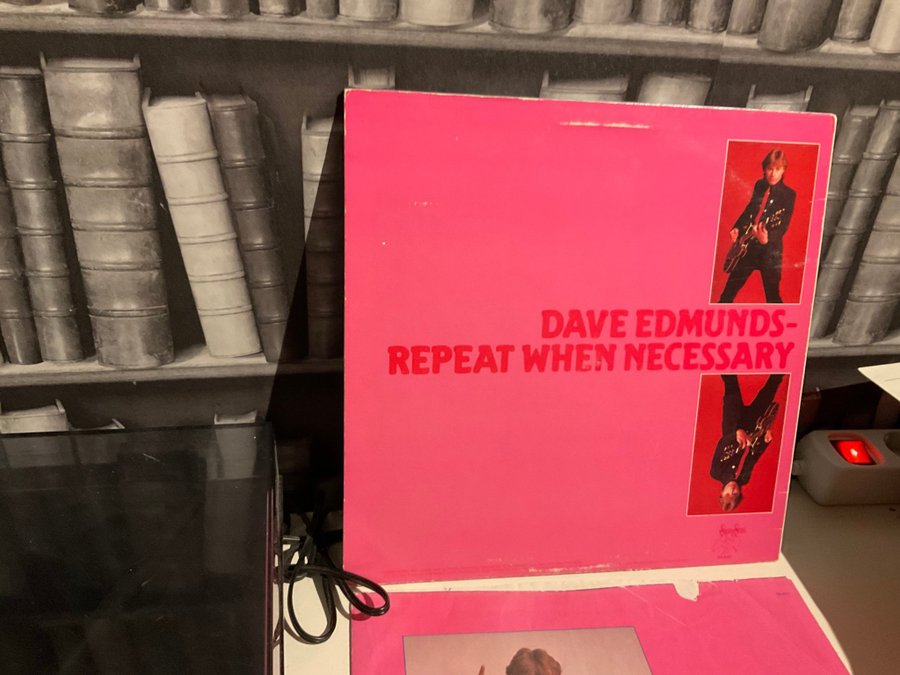 DAVE EDMUNDS-
REPEAT WHEN NECESSARY